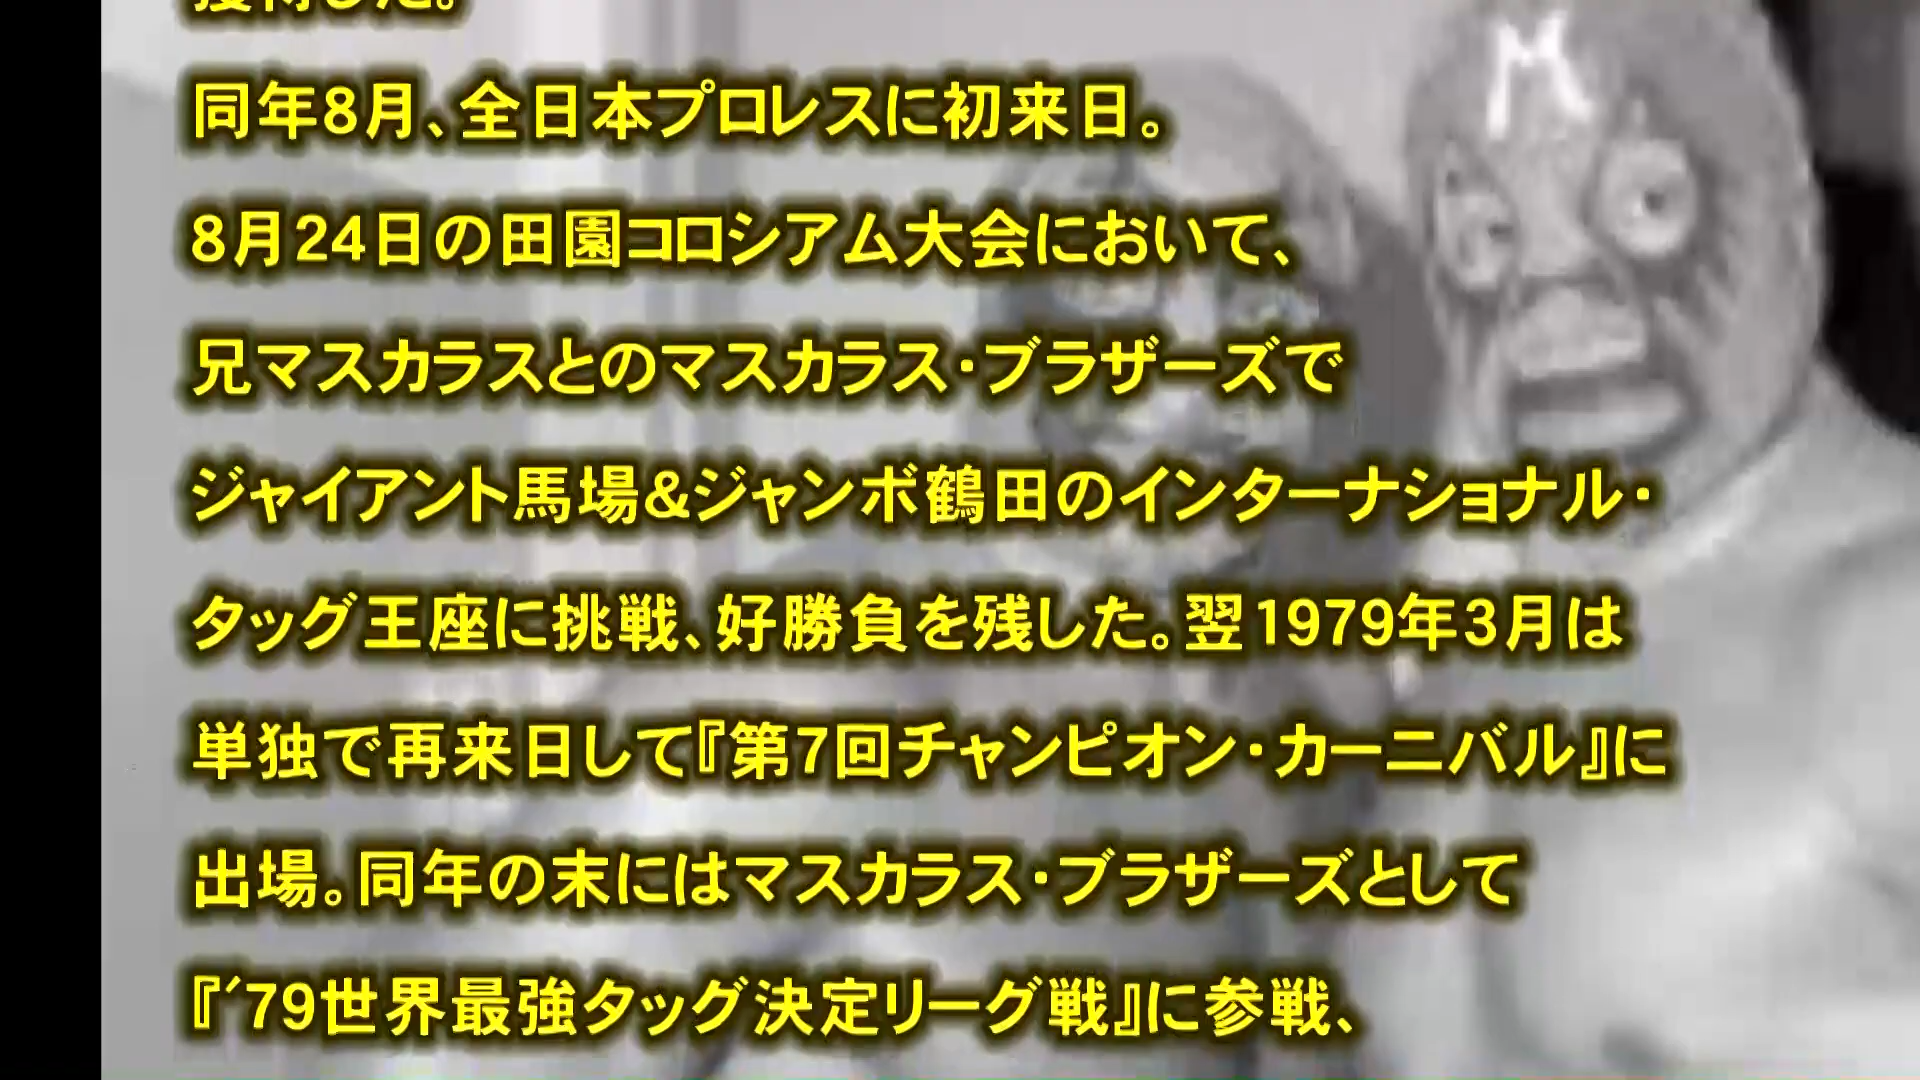 獲得した。
同年8月、全日本プロレスに初来日。
8月24日の田園コロシアム大会において、
兄マスカラスとのマスカラス・ブラザーズで
ジャイアント馬場&ジャンボ鶴田のインターナショナル・
タッグ王座に挑戦、好勝負を残した。翌1979年3月は
単独で再来日して『第7回チャンピオン・カーニバル』に
出場。同年の末にはマスカラス・ブラザーズとして
『´79世界最強タッグ決定リーグ戦』に参戦、
M